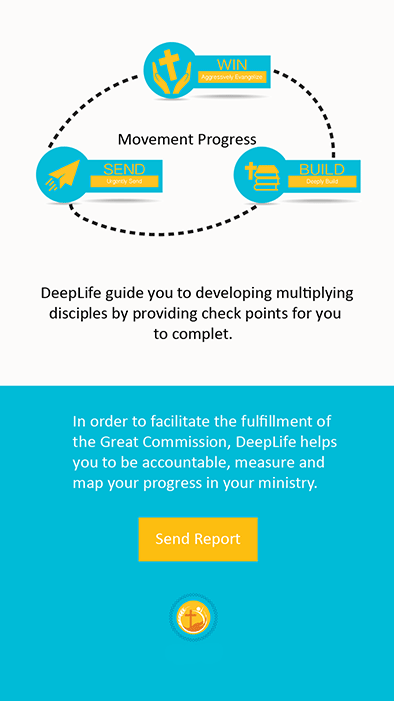 WIN
Aggressively Evangelize
Movement Progress
SEND
Urgently Send
BUILD
Deeply Build
DeepLife guide you to developing multiplying
disciples by providing check points for you
to complet.
In order to facilitate the fulfillment of
the Great Commission, DeepLife helps
you to be accountable, measure and
map your progress in your ministry.
Send Report